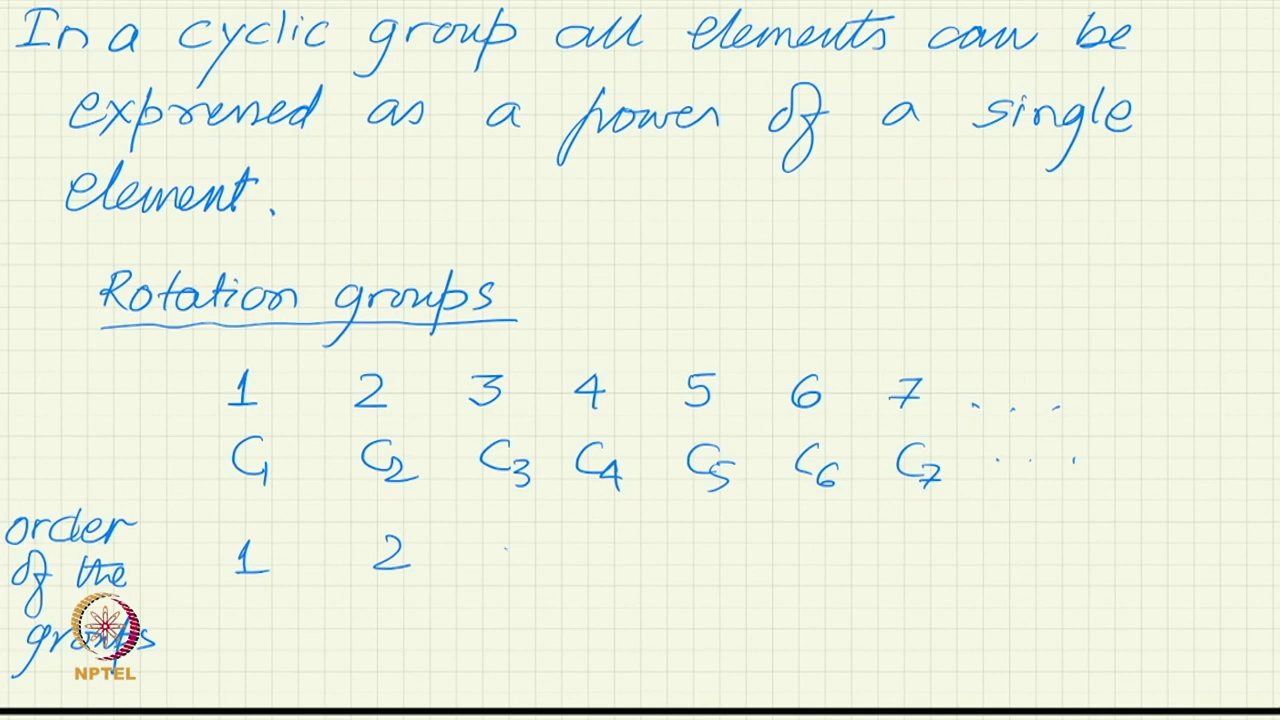 In a cyclic group all elements can be
expressed as a power of a single
element.
Rotation groups
1 2 3 4 5 6 7 . . .
C1 C2 C3 C4 C5 C6 C7 . . .
order 
of the 1 2
groups
NPTEL